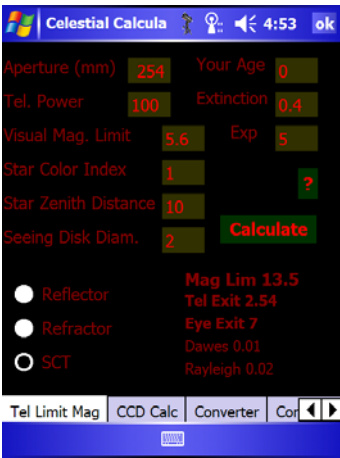 Celestial Calcula 4:53 ok
Aperture (mm) 254 Your Age 0
Tel. Power 100 Extinction 0.4
Visual Mag. Limit 5.6 Exp 5
Star Color Index 1 ?
Star Zenith Distance 10
Seeing Disk Diam. 2 Calculate
Mag Lim 13.5
Reflector Tel Exit 2.54
Refractor Eye Exit 7
Dawes 0.01
SCT Rayleigh 0.02
Tel Limit Mag CCD Calc Converter Cor